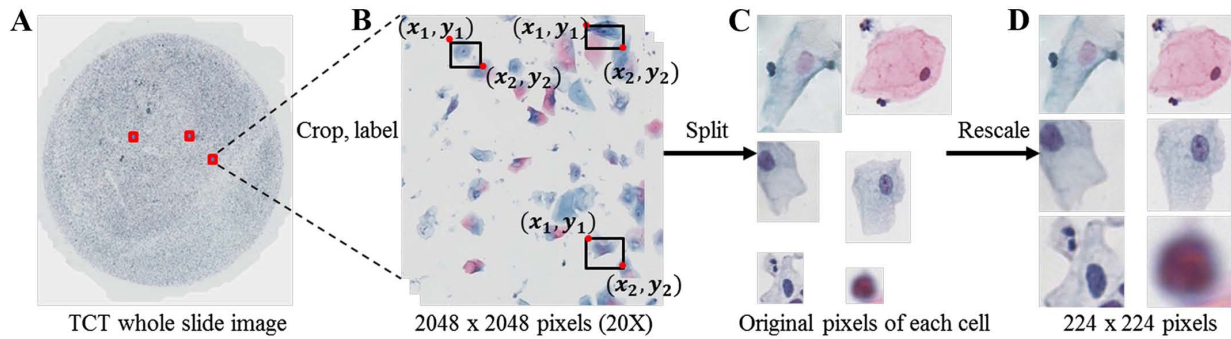 A
B
C
D
(x₁, y₁)
(x₁, y₁)
(x₂, y₂)
(x₂, y₂)
Crop, label
Split
Rescale
(x₁, y₁)
(x₂, y₂)
TCT whole slide image
2048 x 2048 pixels (20X)
Original pixels of each cell
224 x 224 pixels